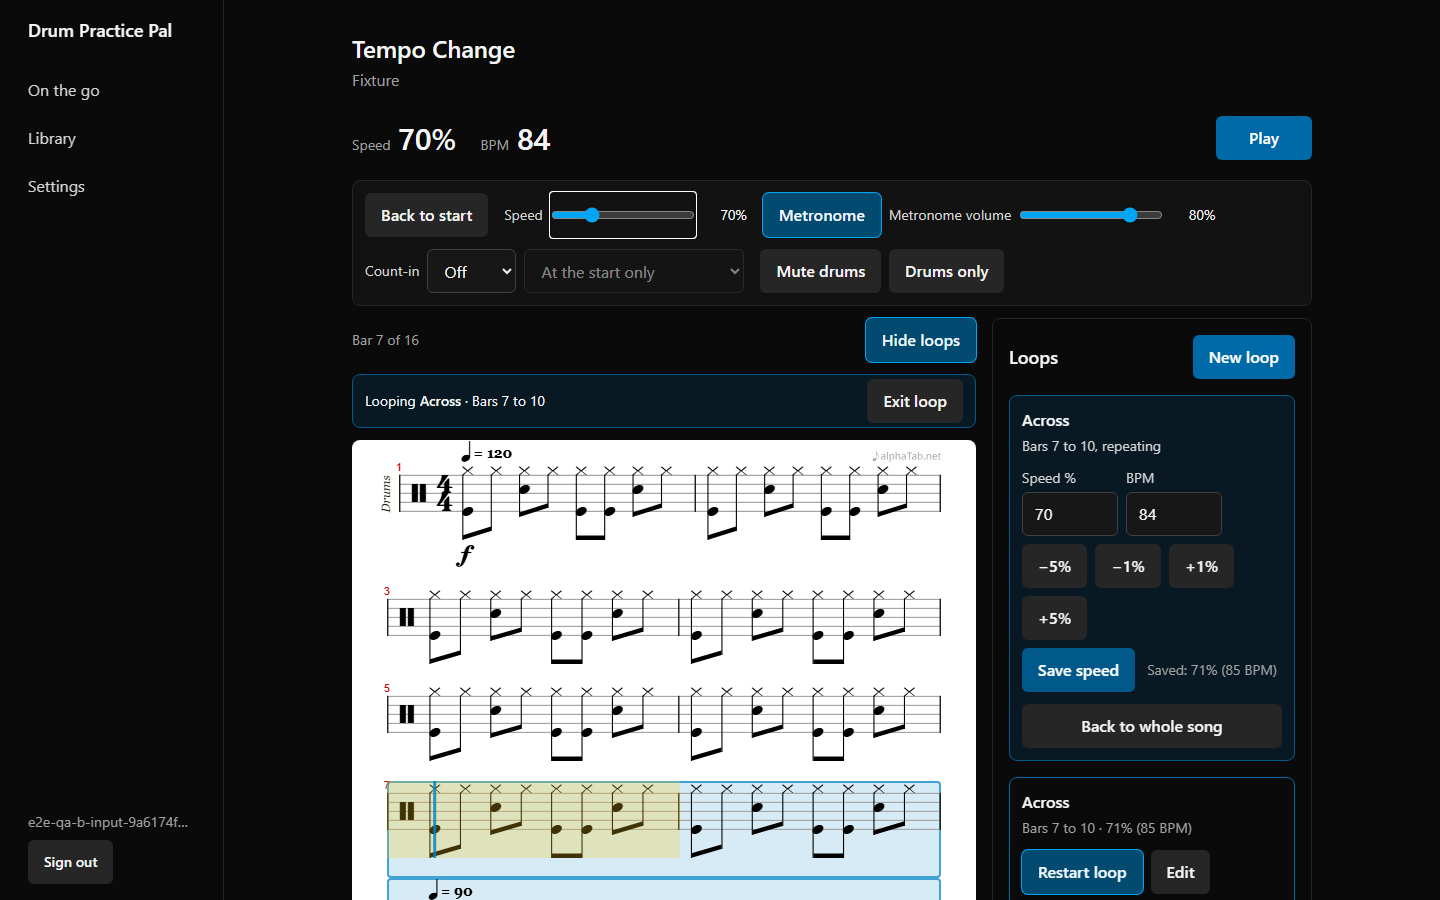 Drum Practice Pal
On the go
Library
Settings
e2e-qa-b-input-9a6174f...
Sign out
Tempo Change
Fixture
Speed 70% BPM 84
Play
Back to start Speed 70% Metronome Metronome volume 80%
Count-in Off At the start only Mute drums Drums only
Bar 7 of 16
Hide loops
Looping Across · Bars 7 to 10
Exit loop
= 120
alphaTab.net
1
Drums
4
4
f
3
5
7
= 90
Loops
New loop
Across
Bars 7 to 10, repeating
Speed % BPM
70 84
−5% −1% +1%
+5%
Save speed Saved: 71% (85 BPM)
Back to whole song
Across
Bars 7 to 10 · 71% (85 BPM)
Restart loop Edit